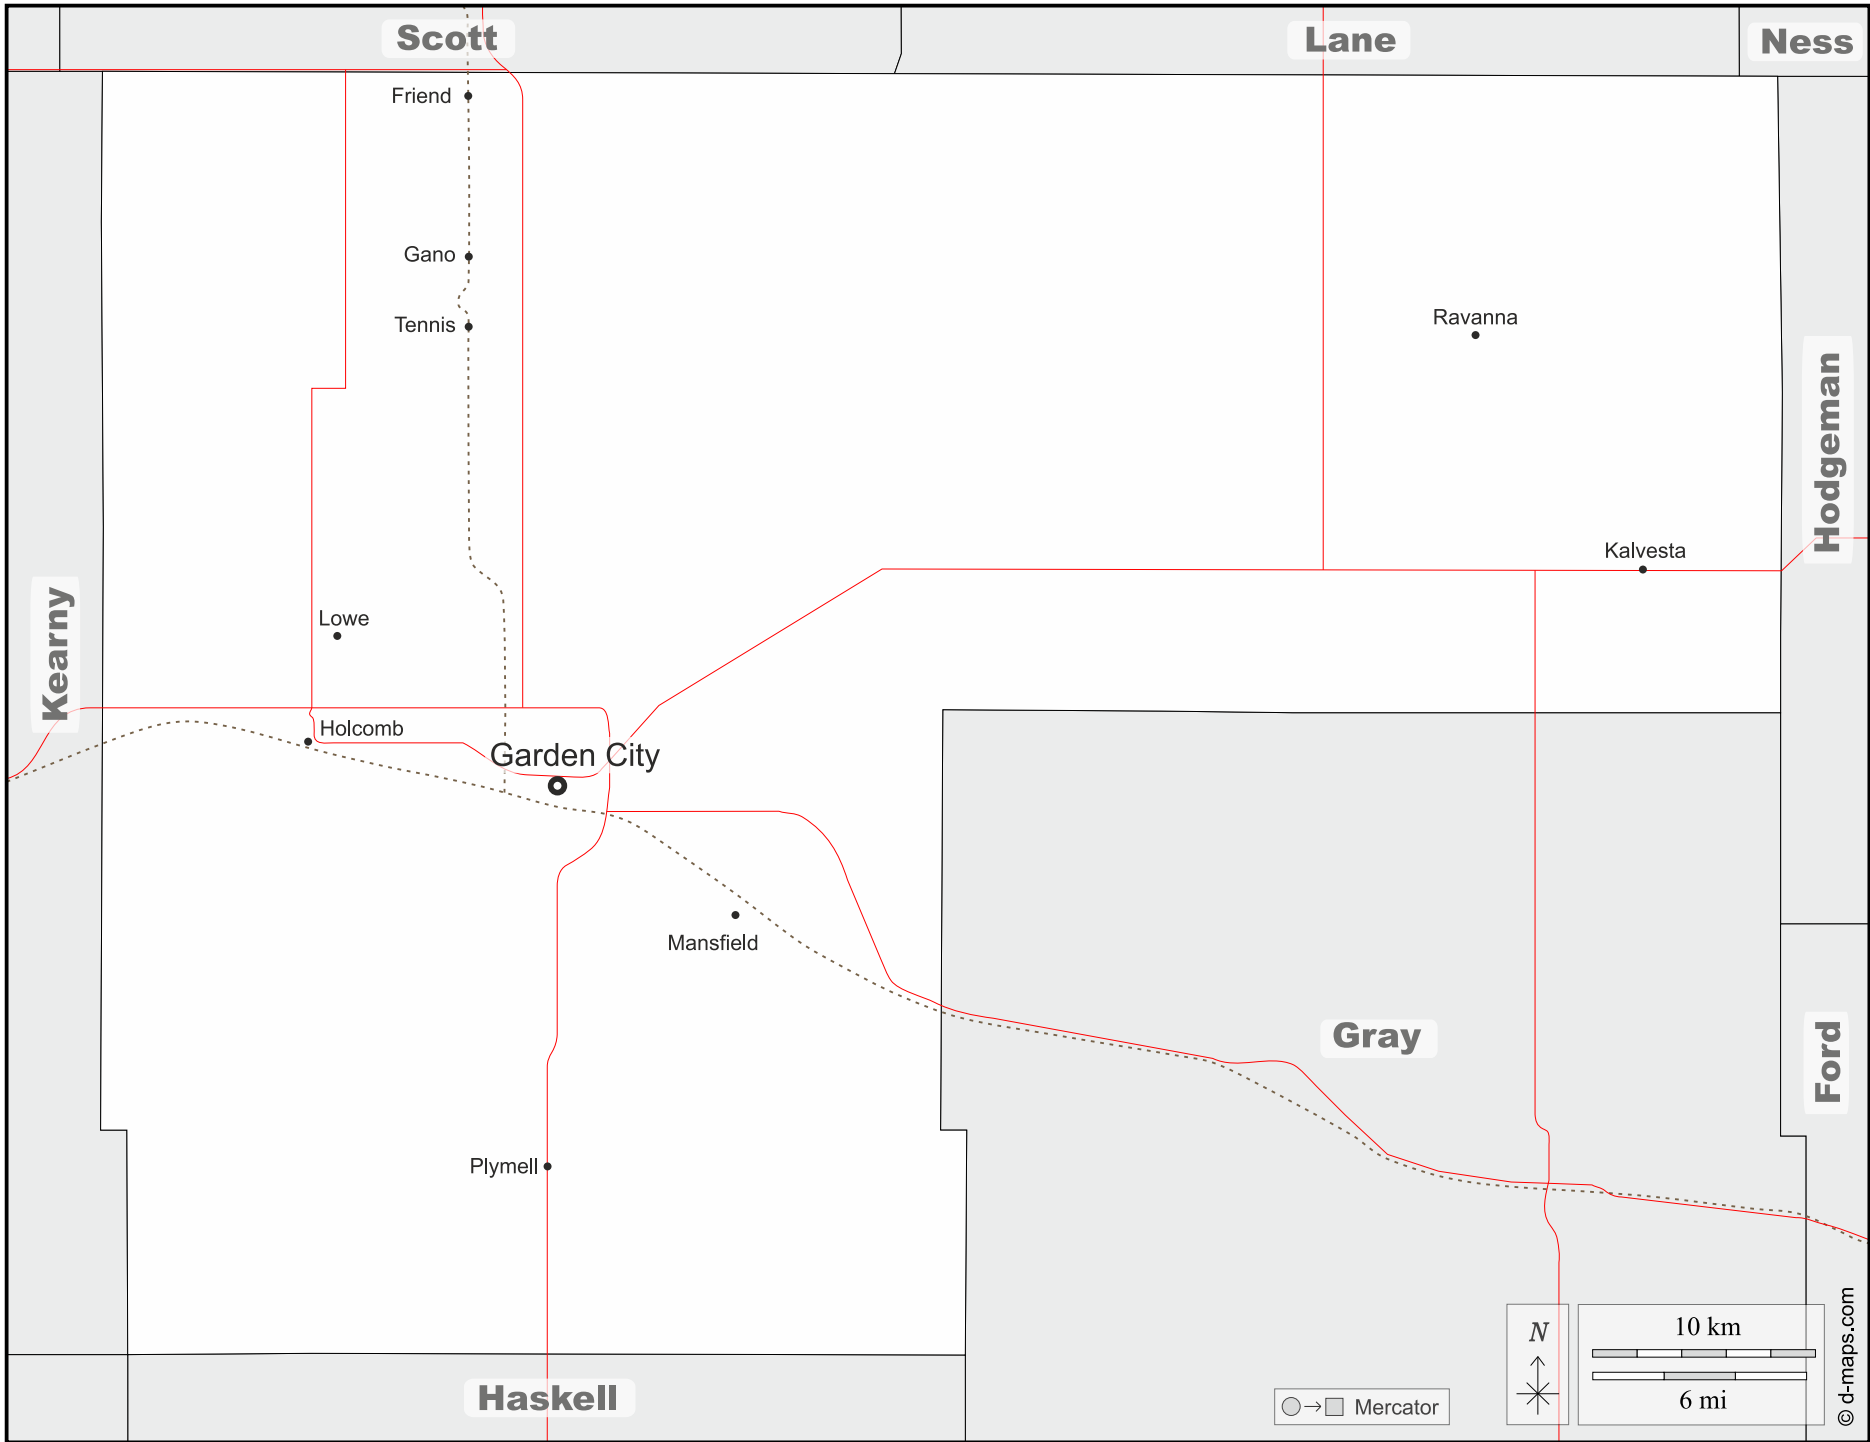 Scott
Lane
Ness
Friend
Gano
Tennis
Ravanna
Hodgeman
Kalvesta
Kearny
Lowe
Holcomb
Garden City
Mansfield
Gray
Ford
Plymell
Haskell
N
10 km
6 mi
Mercator
© d-maps.com